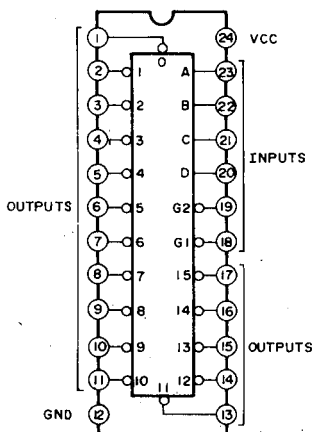 1 24 VCC
2 1 0 A 23
3 2 B 22
4 3 C 21 INPUTS
5 4 D 20
OUTPUTS 6 5 G2 19
7 6 G1 18
8 7 15 17
9 8 14 16
10 9 13 15 OUTPUTS
11 10 11 12 14
GND 12 13